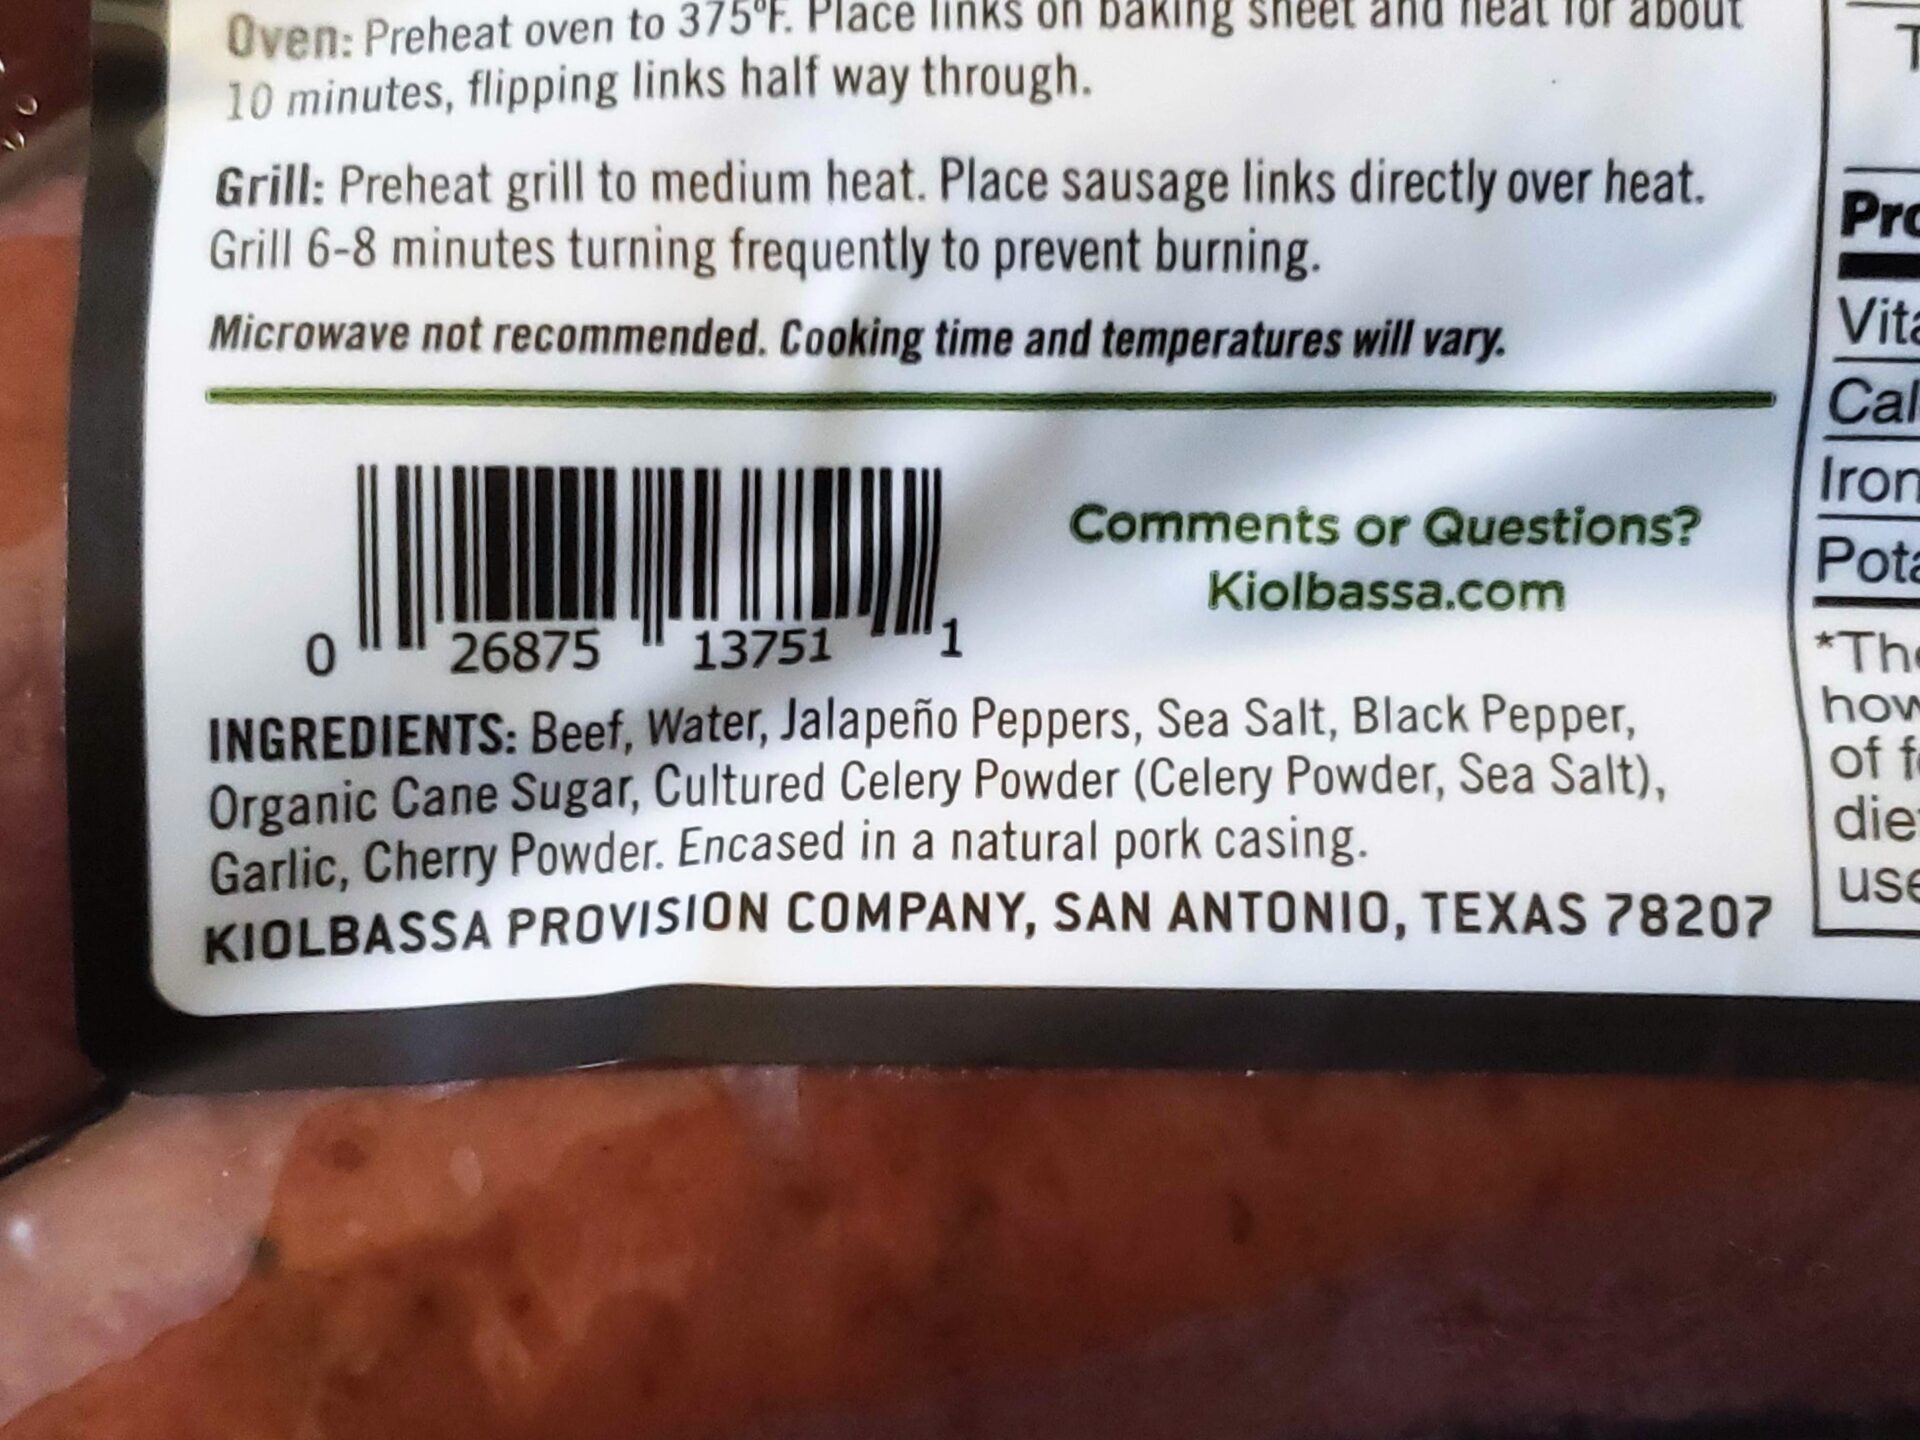 Oven: Preheat oven to 375°F. Place links on baking sheet and heat for about
10 minutes, flipping links half way through.
Grill: Preheat grill to medium heat. Place sausage links directly over heat.
Grill 6-8 minutes turning frequently to prevent burning.
Microwave not recommended. Cooking time and temperatures will vary.
0 26875 13751 1
Comments or Questions?
Kiolbassa.com
INGREDIENTS: Beef, Water, Jalapeño Peppers, Sea Salt, Black Pepper,
Organic Cane Sugar, Cultured Celery Powder (Celery Powder, Sea Salt),
Garlic, Cherry Powder. Encased in a natural pork casing.
KIOLBASSA PROVISION COMPANY, SAN ANTONIO, TEXAS 78207
Iron
*The
how
of